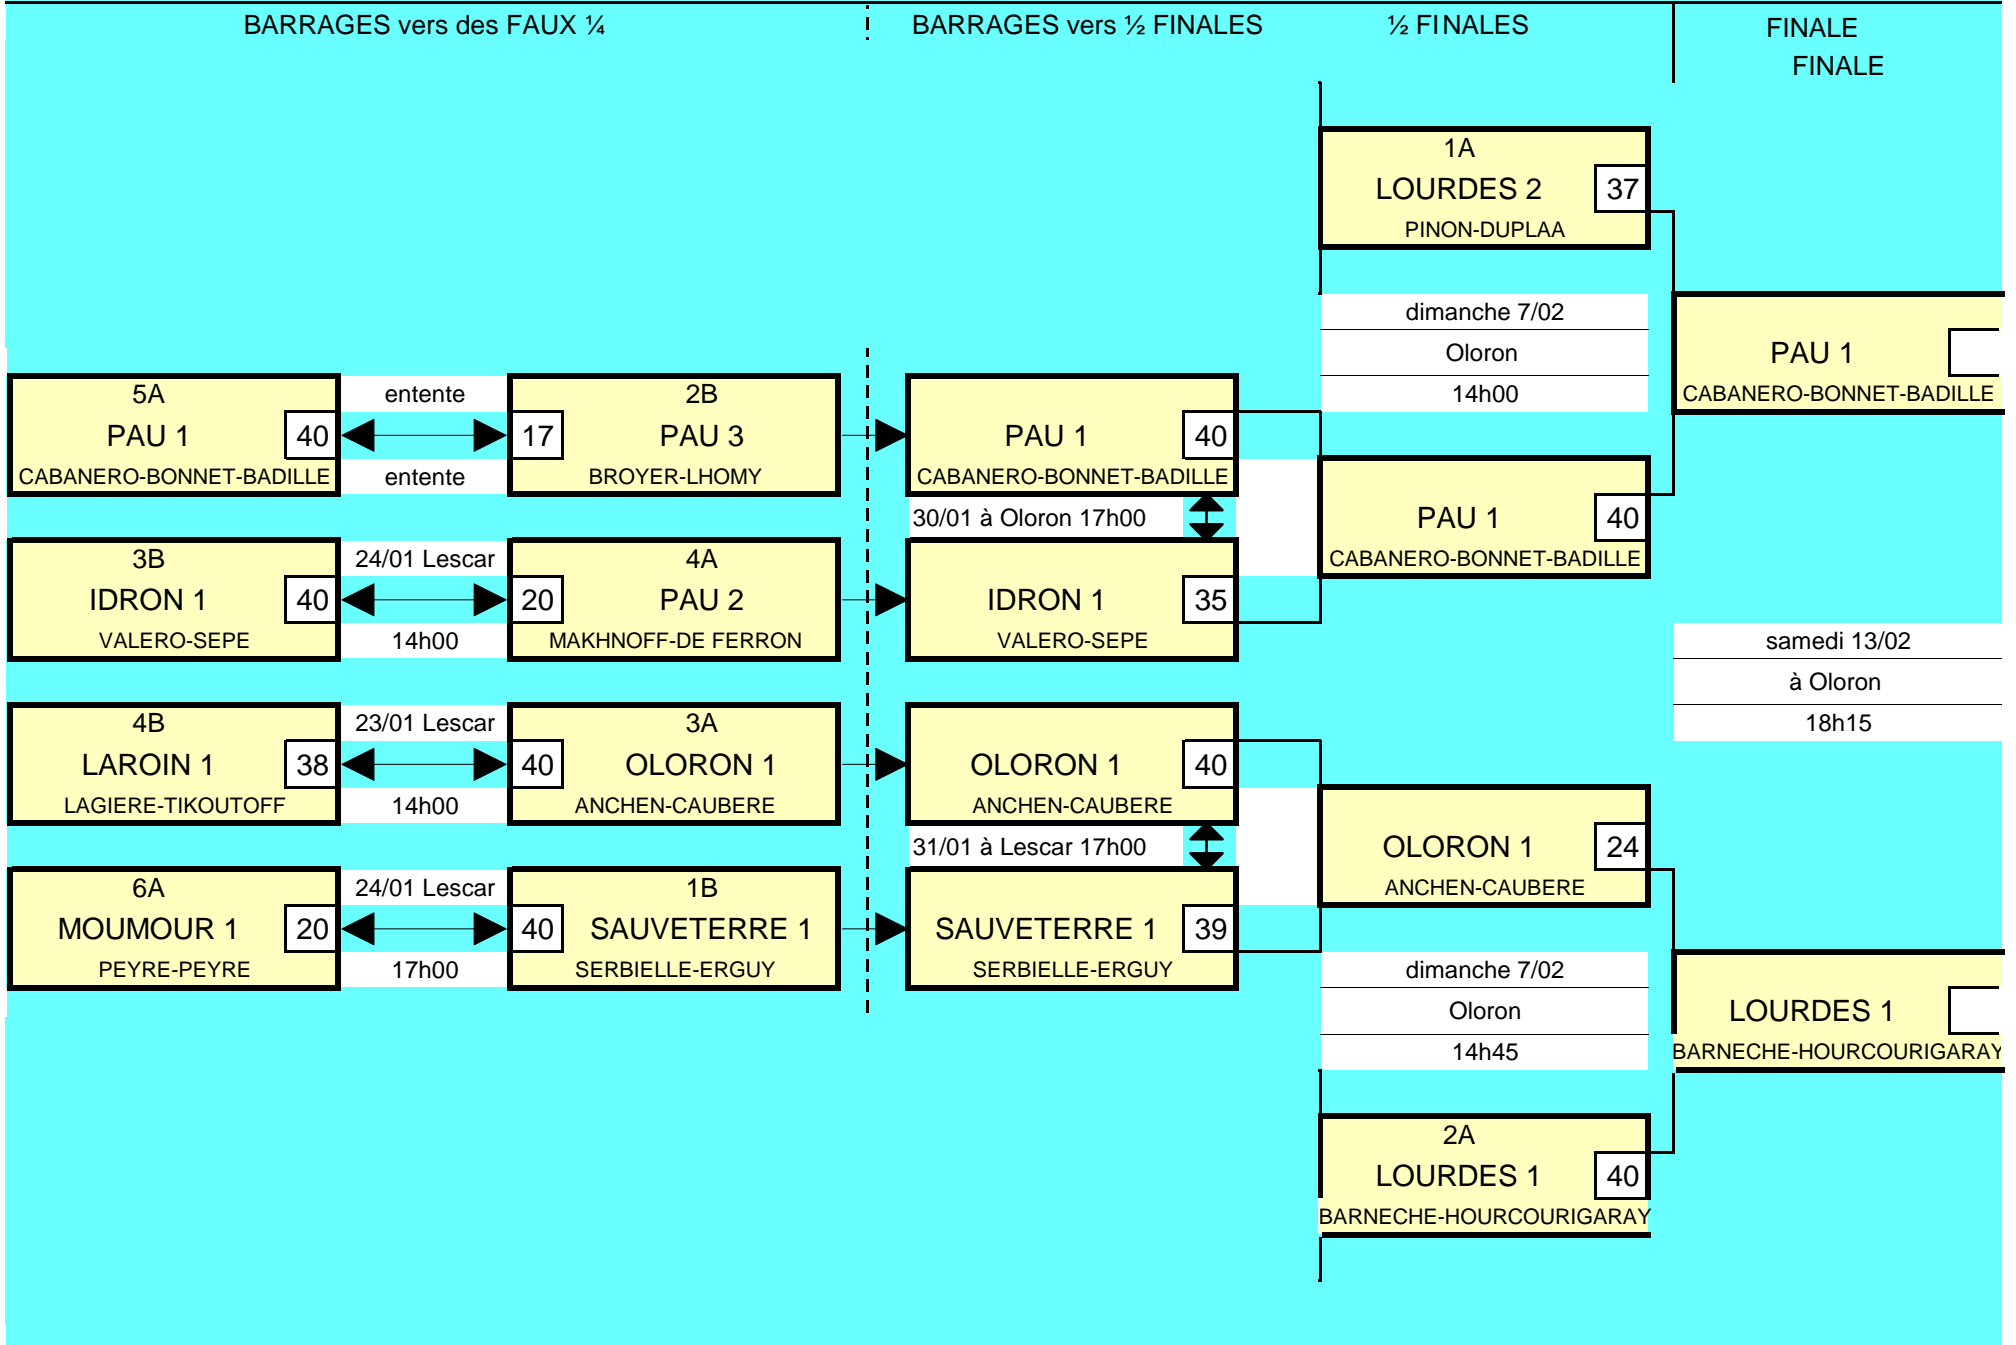 BARRAGES vers des FAUX ¼
BARRAGES vers ½ FINALES
½ FINALES
FINALE
FINALE
1A
LOURDES 2
37
PINON-DUPLAA
dimanche 7/02
Oloron
14h00
PAU 1
CABANERO-BONNET-BADILLE
5A
PAU 1
40
CABANERO-BONNET-BADILLE
entente
entente
2B
17
PAU 3
BROYER-LHOMY
PAU 1
40
CABANERO-BONNET-BADILLE
30/01 à Oloron 17h00
PAU 1
40
CABANERO-BONNET-BADILLE
3B
IDRON 1
40
VALERO-SEPE
24/01 Lescar
14h00
4A
20
PAU 2
MAKHNOFF-DE FERRON
IDRON 1
35
VALERO-SEPE
samedi 13/02
à Oloron
18h15
4B
LAROIN 1
38
LAGIERE-TIKOUTOFF
23/01 Lescar
14h00
3A
40
OLORON 1
ANCHEN-CAUBERE
OLORON 1
40
ANCHEN-CAUBERE
31/01 à Lescar 17h00
OLORON 1
24
ANCHEN-CAUBERE
6A
MOUMOUR 1
20
PEYRE-PEYRE
24/01 Lescar
17h00
1B
40
SAUVETERRE 1
SERBIELLE-ERGUY
SAUVETERRE 1
39
SERBIELLE-ERGUY
dimanche 7/02
Oloron
14h45
LOURDES 1
BARNECHE-HOURCOURIGARAY
2A
LOURDES 1
40
BARNECHE-HOURCOURIGARAY